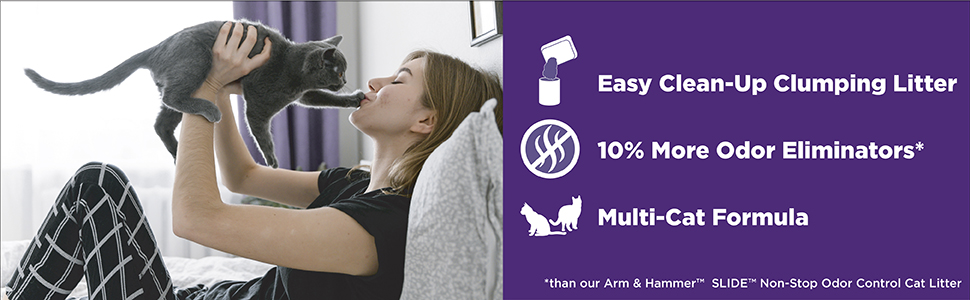 Easy Clean-Up Clumping Litter
10% More Odor Eliminators*
Multi-Cat Formula
*than our Arm & Hammer™ SLIDE™ Non-Stop Odor Control Cat Litter